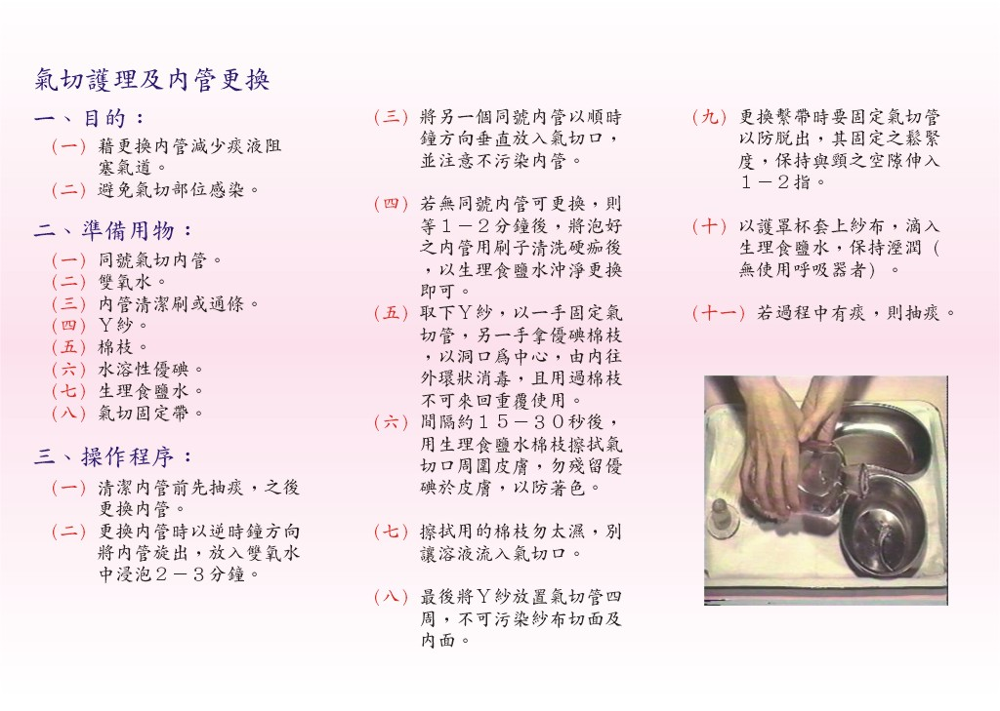 氣切護理及内管更換
一、目的：
(一) 藉更換内管減少痰液阻
塞氣道。
(二) 避免氣切部位感染。
二、準備用物：
(一) 同號氣切内管。
(二) 雙氧水。
(三) 内管清潔刷或通條。
(四) Ｙ紗。
(五) 棉枝。
(六) 水溶性優碘。
(七) 生理食鹽水。
(八) 氣切固定帶。
三、操作程序：
(一) 清潔内管前先抽痰，之後
更換内管。
(二) 更換内管時以逆時鐘方向
將内管旋出，放入雙氧水
中浸泡２－３分鐘。
(三) 將另一個同號内管以順時
鐘方向垂直放入氣切口，
並注意不污染内管。
(四) 若無同號内管可更換，則
等１－２分鐘後，將泡好
之内管用刷子清洗硬痂後
，以生理食鹽水沖淨更換
即可。
(五) 取下Ｙ紗，以一手固定氣
切管，另一手拿優碘棉枝
，以洞口爲中心，由内往
外環狀消毒，且用過棉枝
不可來回重覆使用。
(六) 間隔約１５－３０秒後，
用生理食鹽水棉枝擦拭氣
切口周圍皮膚，勿殘留優
碘於皮膚，以防著色。
(七) 擦拭用的棉枝勿太濕，別
讓溶液流入氣切口。
(八) 最後將Ｙ紗放置氣切管四
周，不可污染紗布切面及
内面。
(九) 更換繫帶時要固定氣切管
以防脱出，其固定之鬆緊
度，保持與頸之空隙伸入
１－２指。
(十) 以護罩杯套上紗布，滴入
生理食鹽水，保持溼潤（
無使用呼吸器者）。
(十一) 若過程中有痰，則抽痰。